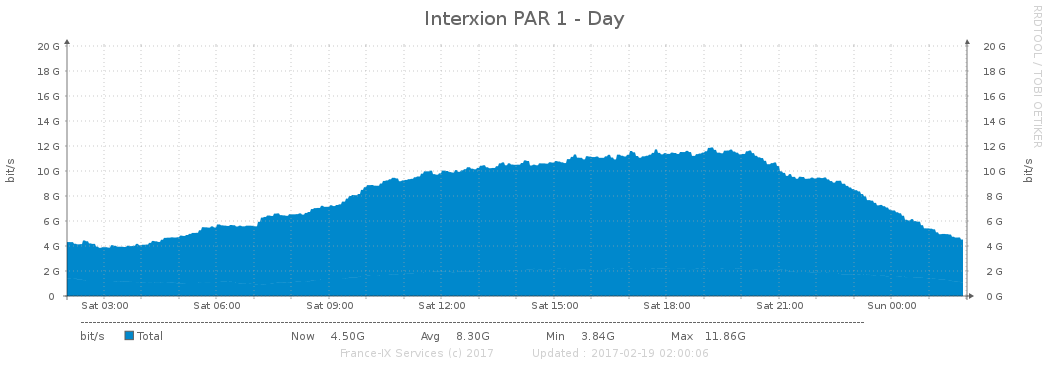 Interxion PAR 1 - Day
RRDTOOL / TOBI OETIKER
bit/s
20 G 20 G
18 G 18 G
16 G 16 G
14 G 14 G
12 G 12 G
10 G 10 G
8 G 8 G
6 G 6 G
4 G 4 G
2 G 2 G
0 0 G
bit/s
Sat 03:00 Sat 06:00 Sat 09:00 Sat 12:00 Sat 15:00 Sat 18:00 Sat 21:00 Sun 00:00
bit/s Total Now 4.50G Avg 8.30G Min 3.84G Max 11.86G
France-IX Services (c) 2017 Updated : 2017-02-19 02:00:06